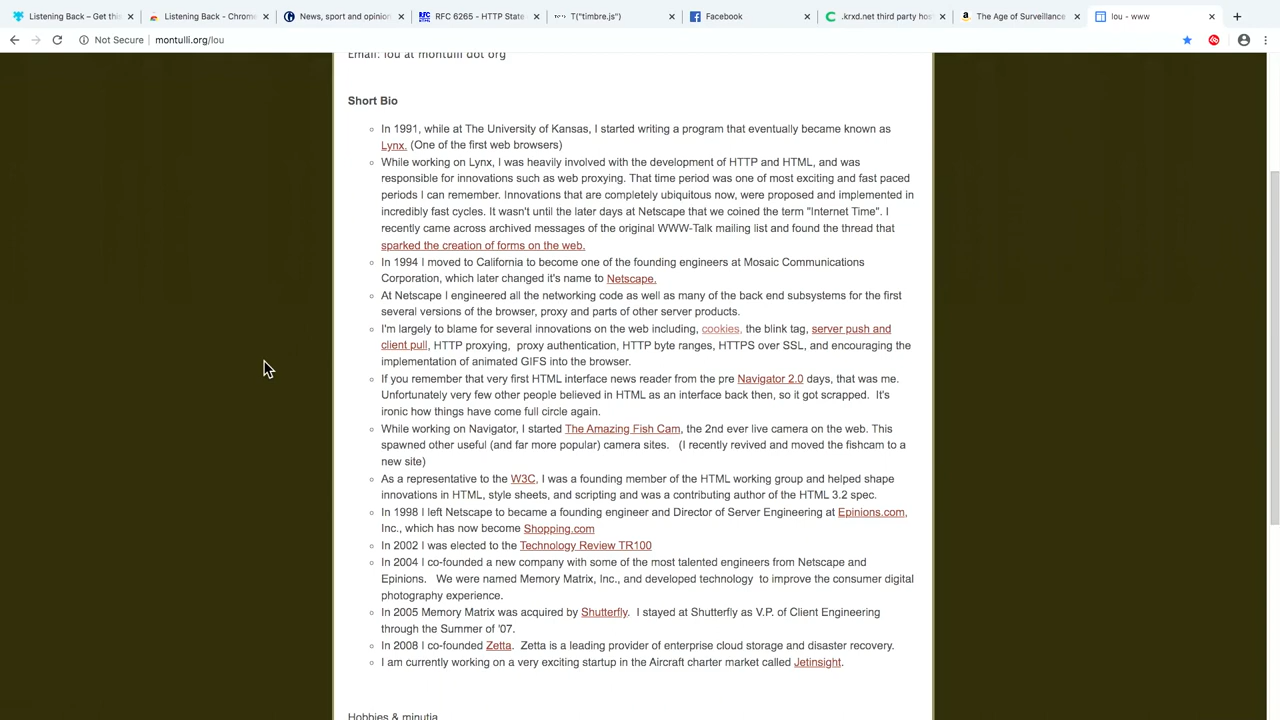 Listening Back – Get thi
Listening Back - Chrome
News, sport and opinion
RFC 6265 - HTTP State
T("timbre.js")
Facebook
.krxd.net third party host
The Age of Surveillance
lou - www
Not Secure | montulli.org/lou
Email: lou at montulli dot org
Short Bio
In 1991, while at The University of Kansas, I started writing a program that eventually became known as
Lynx. (One of the first web browsers)
While working on Lynx, I was heavily involved with the development of HTTP and HTML, and was
responsible for innovations such as web proxying. That time period was one of most exciting and fast paced
periods I can remember. Innovations that are completely ubiquitous now, were proposed and implemented in
incredibly fast cycles. It wasn't until the later days at Netscape that we coined the term "Internet Time". I
recently came across archived messages of the original WWW-Talk mailing list and found the thread that
sparked the creation of forms on the web.
In 1994 I moved to California to become one of the founding engineers at Mosaic Communications
Corporation, which later changed it's name to Netscape.
At Netscape I engineered all the networking code as well as many of the back end subsystems for the first
several versions of the browser, proxy and parts of other server products.
I'm largely to blame for several innovations on the web including, cookies, the blink tag, server push and
client pull, HTTP proxying, proxy authentication, HTTP byte ranges, HTTPS over SSL, and encouraging the
implementation of animated GIFS into the browser.
If you remember that very first HTML interface news reader from the pre Navigator 2.0 days, that was me.
Unfortunately very few other people believed in HTML as an interface back then, so it got scrapped. It's
ironic how things have come full circle again.
While working on Navigator, I started The Amazing Fish Cam, the 2nd ever live camera on the web. This
spawned other useful (and far more popular) camera sites. (I recently revived and moved the fishcam to a
new site)
As a representative to the W3C, I was a founding member of the HTML working group and helped shape
innovations in HTML, style sheets, and scripting and was a contributing author of the HTML 3.2 spec.
In 1998 I left Netscape to became a founding engineer and Director of Server Engineering at Epinions.com,
Inc., which has now become Shopping.com
In 2002 I was elected to the Technology Review TR100
In 2004 I co-founded a new company with some of the most talented engineers from Netscape and
Epinions. We were named Memory Matrix, Inc., and developed technology to improve the consumer digital
photography experience.
In 2005 Memory Matrix was acquired by Shutterfly. I stayed at Shutterfly as V.P. of Client Engineering
through the Summer of '07.
In 2008 I co-founded Zetta. Zetta is a leading provider of enterprise cloud storage and disaster recovery.
I am currently working on a very exciting startup in the Aircraft charter market called Jetinsight.
Hobbies & minutia